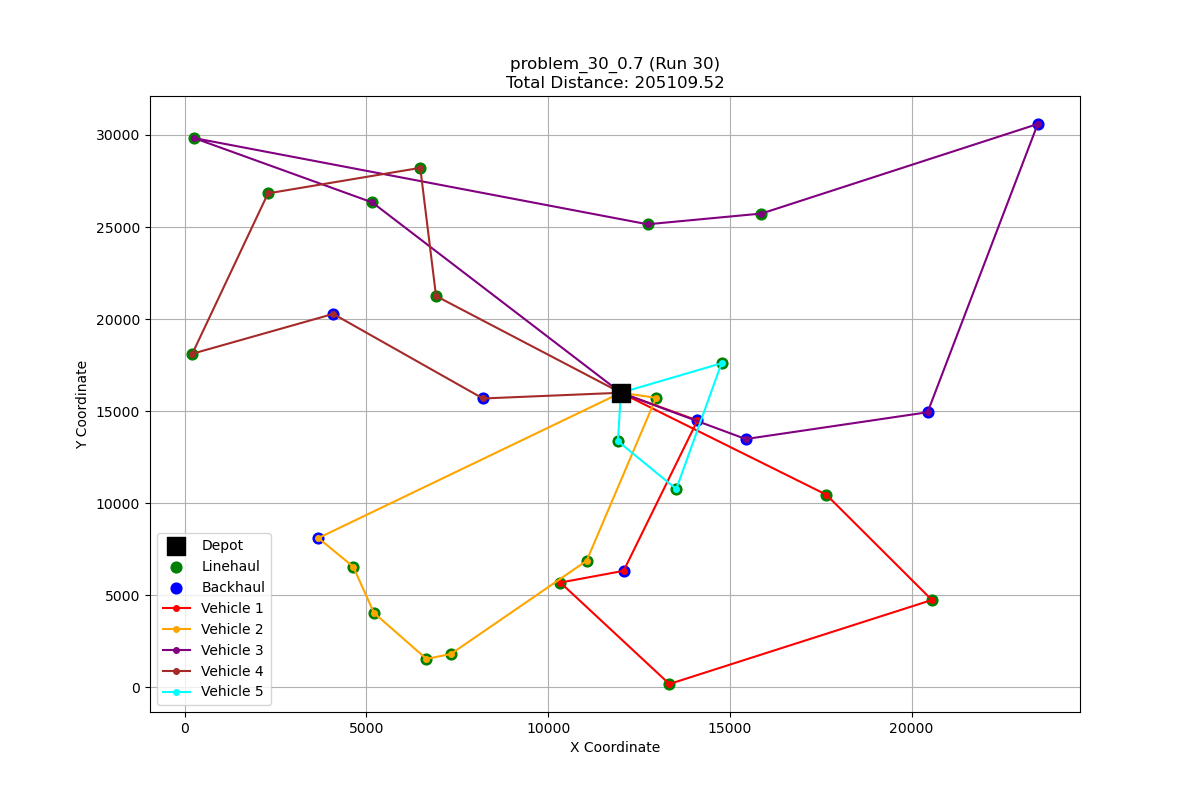 problem_30_0.7 (Run 30)
Total Distance: 205109.52
30000
25000
20000
15000
10000
5000
0
Y Coordinate
Depot
Linehaul
Backhaul
Vehicle 1
Vehicle 2
Vehicle 3
Vehicle 4
Vehicle 5
0
5000
10000
15000
20000
X Coordinate